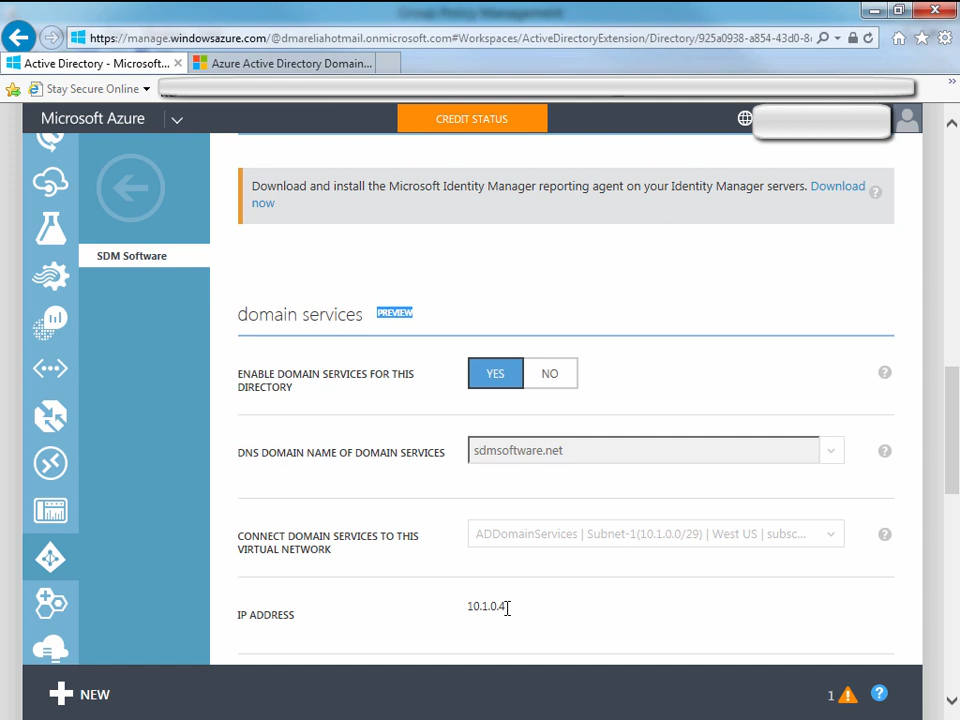 Group Policy Management
https://manage.windowsazure.com/@dmareliahotmail.onmicrosoft.com#Workspaces/ActiveDirectoryExtension/Directory/925a0938-a854-43d0-8
Active Directory - Microsoft...
Azure Active Directory Domain...
Stay Secure Online
Microsoft Azure
CREDIT STATUS
Download and install the Microsoft Identity Manager reporting agent on your Identity Manager servers. Download
now
SDM Software
domain services PREVIEW
ENABLE DOMAIN SERVICES FOR THIS
DIRECTORY
YES
NO
DNS DOMAIN NAME OF DOMAIN SERVICES
sdmsoftware.net
CONNECT DOMAIN SERVICES TO THIS
VIRTUAL NETWORK
ADDomainServices | Subnet-1(10.1.0.0/29) | West US | subsc...
IP ADDRESS
10.1.0.4
NEW
1